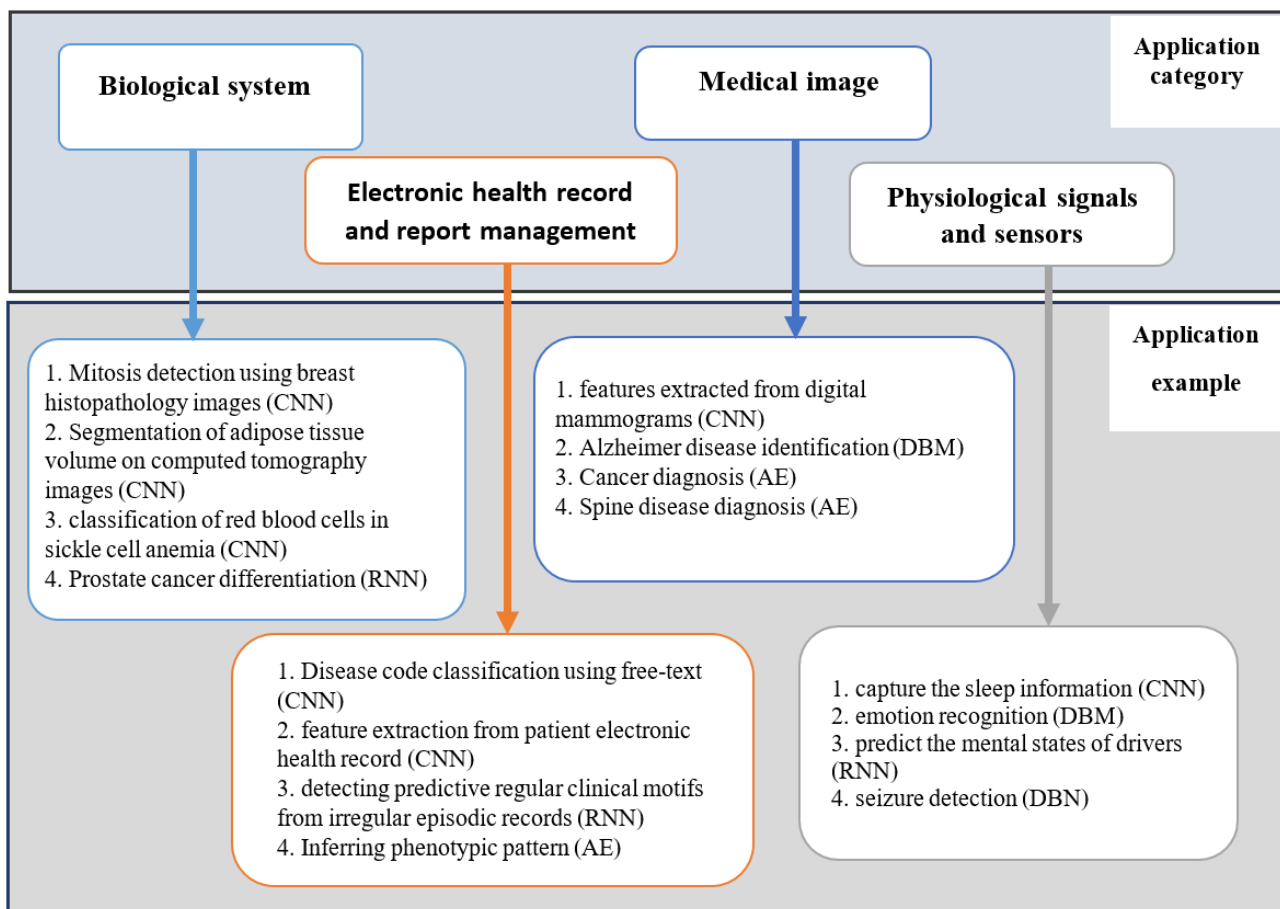 Application
category
Biological system
Medical image
Electronic health record
and report management
Physiological signals
and sensors
Application
example
1. Mitosis detection using breast
histopathology images (CNN)
2. Segmentation of adipose tissue
volume on computed tomography
images (CNN)
3. classification of red blood cells in
sickle cell anemia (CNN)
4. Prostate cancer differentiation (RNN)
1. features extracted from digital
mammograms (CNN)
2. Alzheimer disease identification (DBM)
3. Cancer diagnosis (AE)
4. Spine disease diagnosis (AE)
1. Disease code classification using free-text
(CNN)
2. feature extraction from patient electronic
health record (CNN)
3. detecting predictive regular clinical motifs
from irregular episodic records (RNN)
4. Inferring phenotypic pattern (AE)
1. capture the sleep information (CNN)
2. emotion recognition (DBM)
3. predict the mental states of drivers
(RNN)
4. seizure detection (DBN)